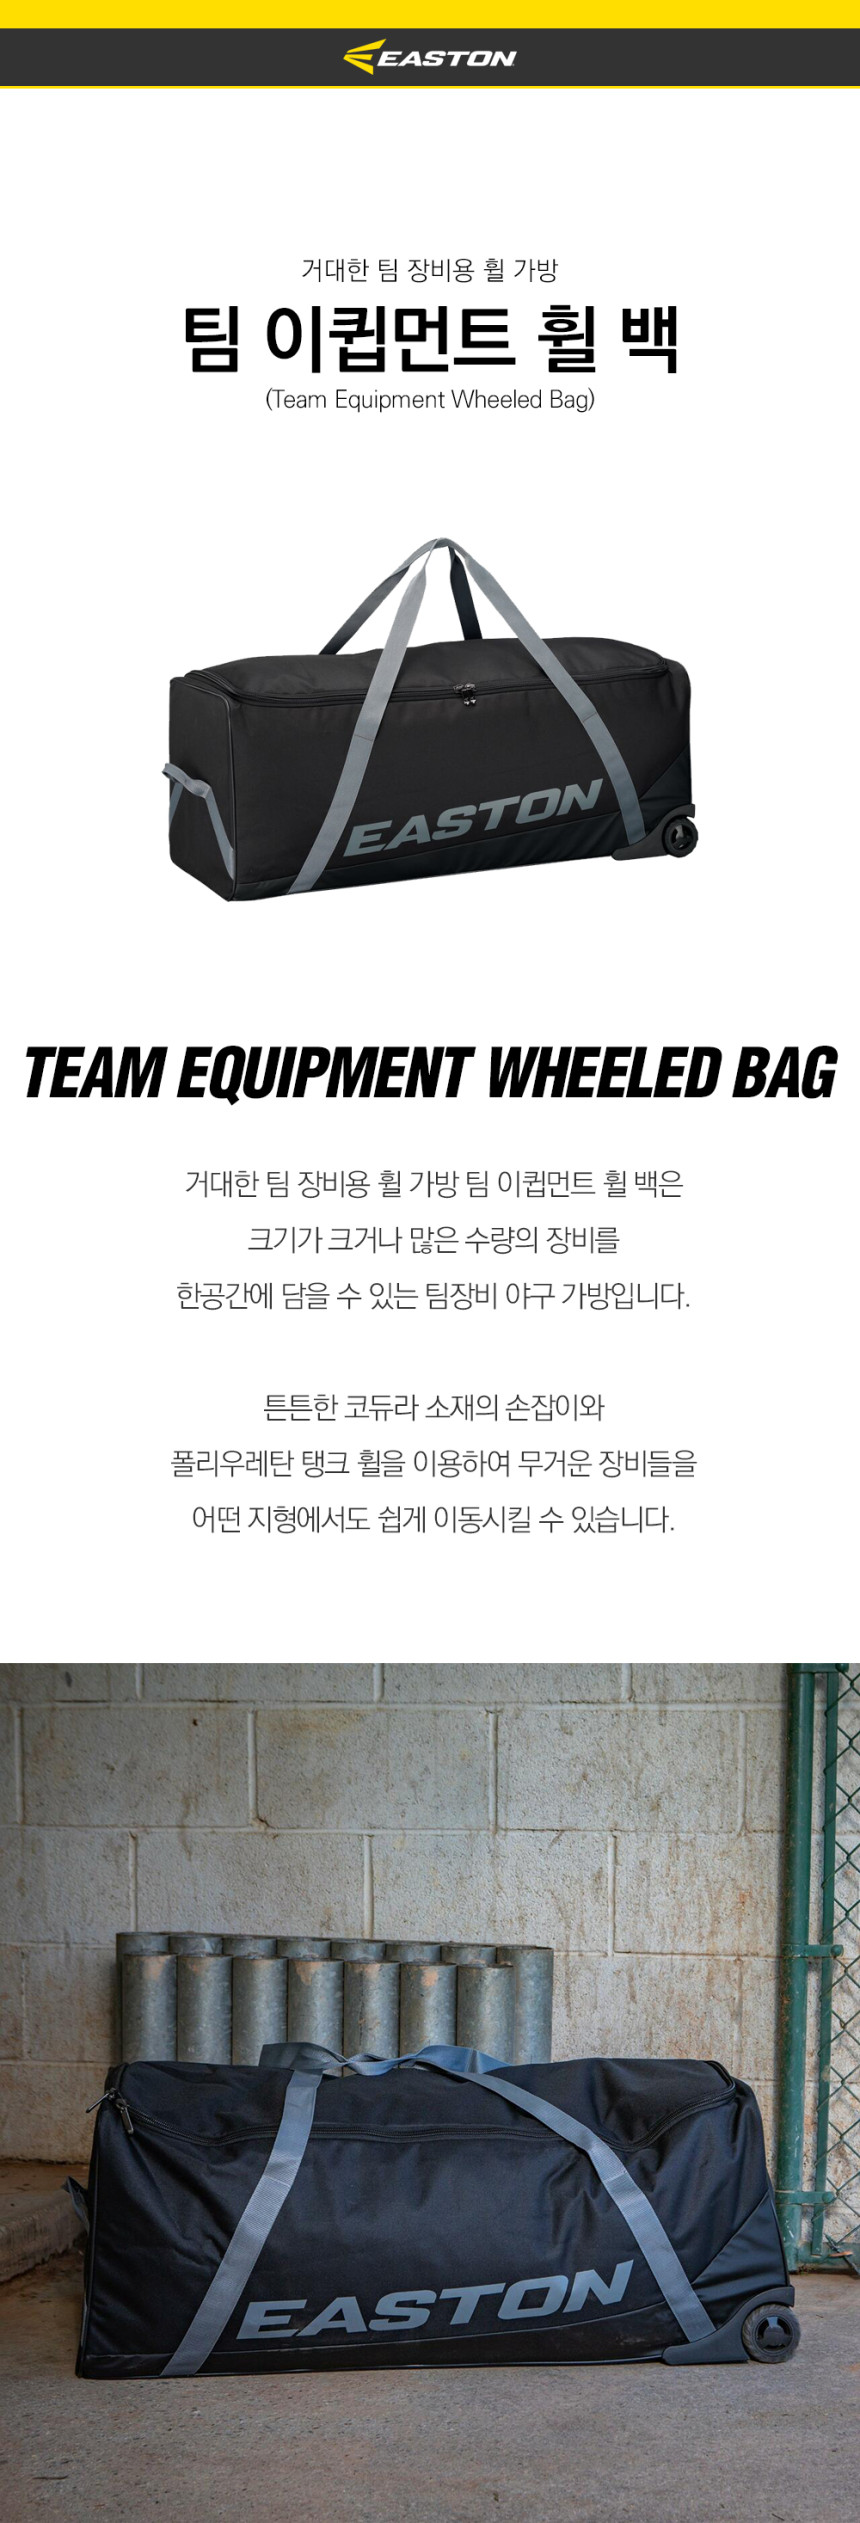 EASTON
거대한 팀 장비용 휠 가방
팀 이큅먼트 휠 백
(Team Equipment Wheeled Bag)
EASTON
TEAM EQUIPMENT WHEELED BAG
거대한 팀 장비용 휠 가방 팀 이큅먼트 휠 백은
크기가 크거나 많은 수량의 장비를
한공간에 담을 수 있는 팀장비 야구 가방입니다.
튼튼한 코듀라 소재의 손잡이와
폴리우레탄 탱크 휠을 이용하여 무거운 장비들을
어떤 지형에서도 쉽게 이동시킬 수 있습니다.
EASTON